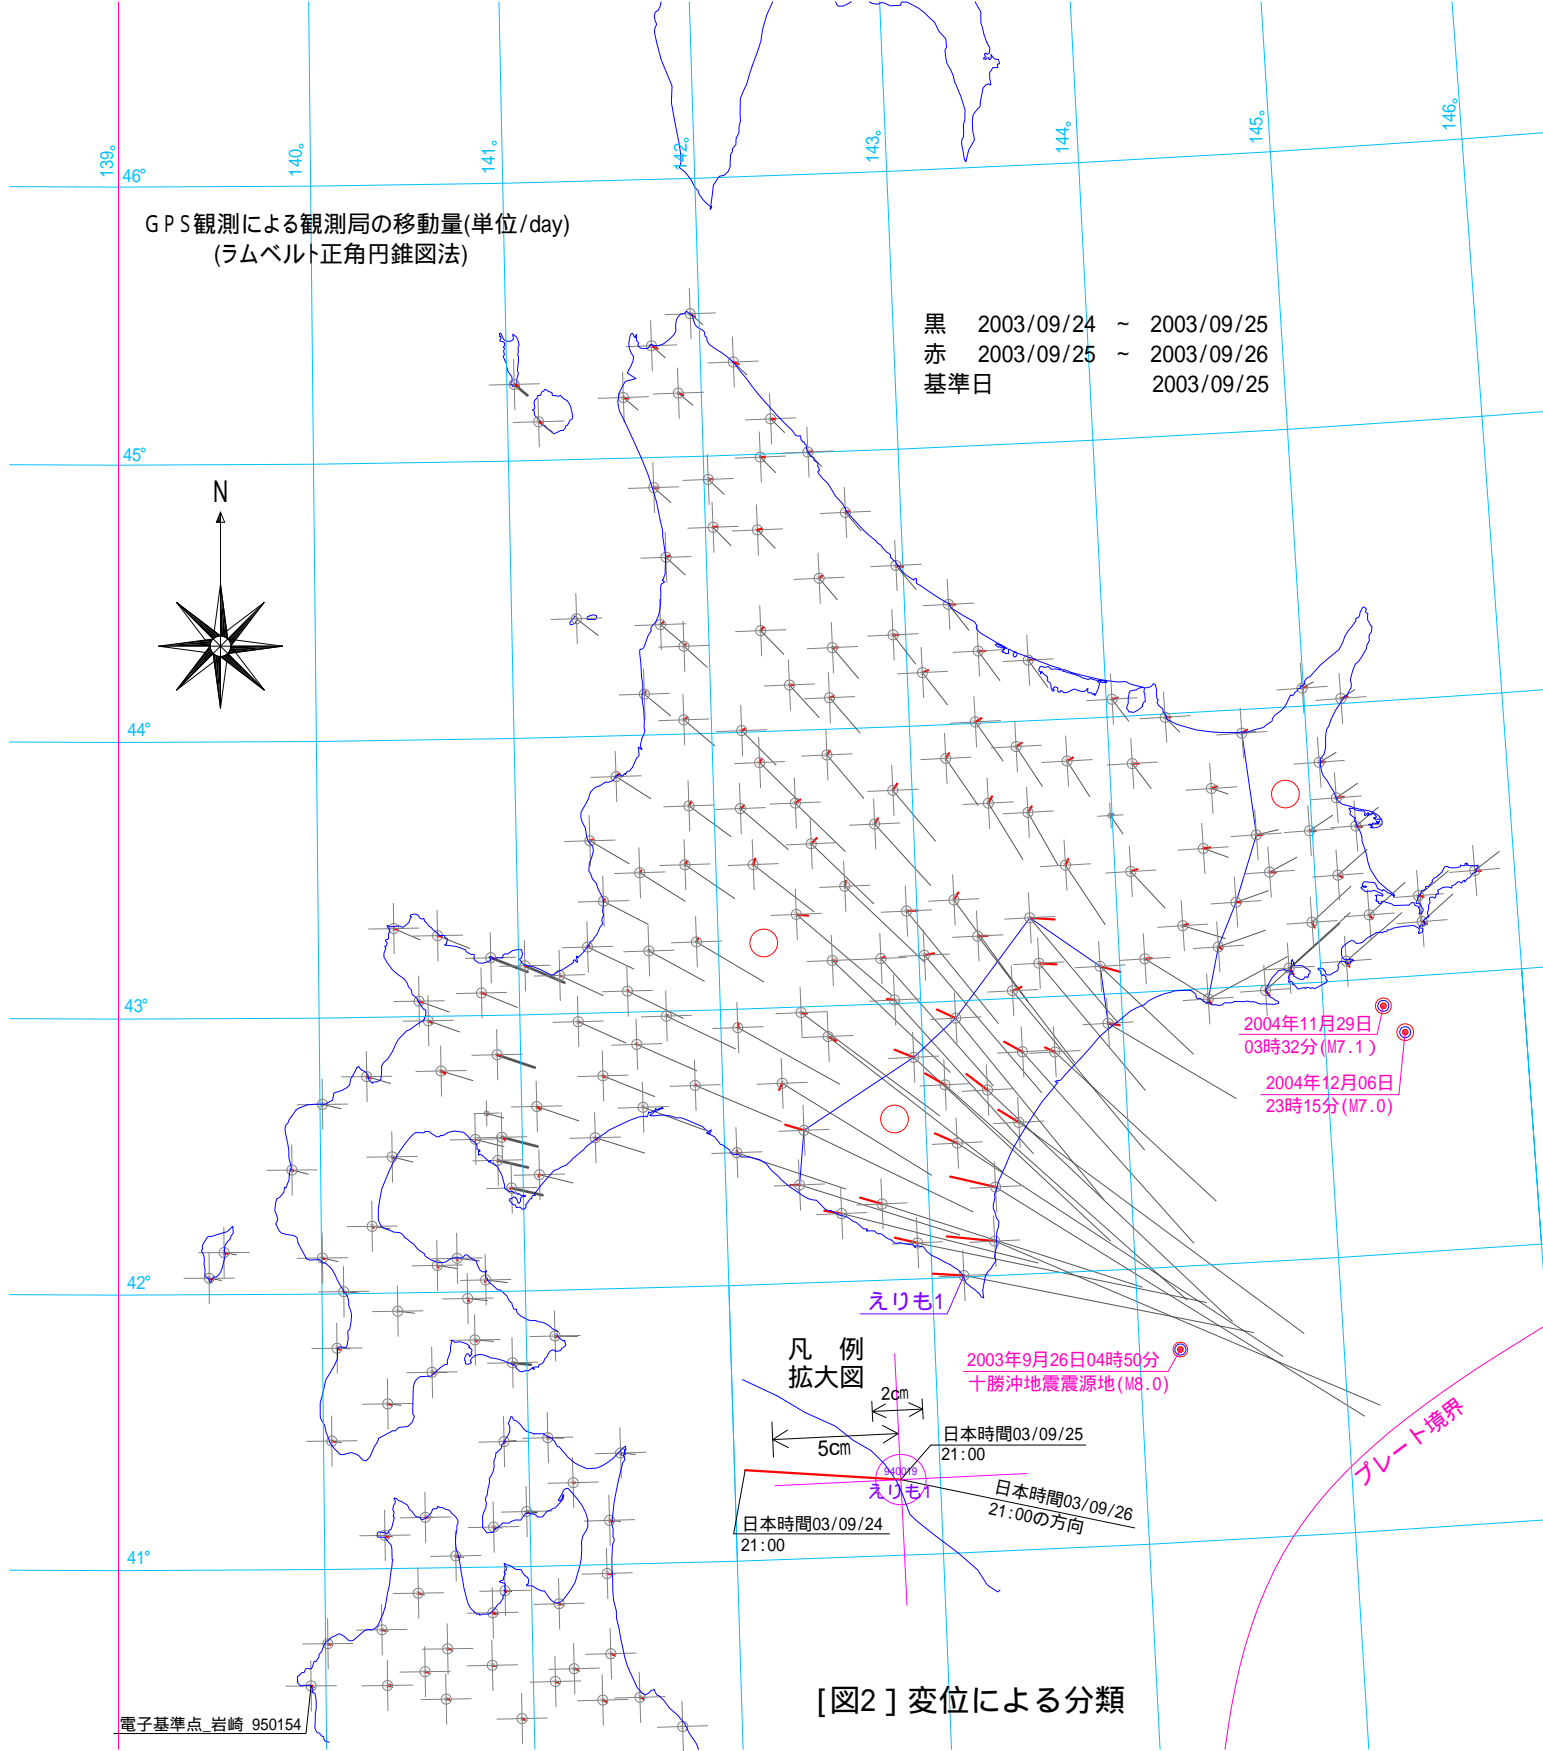 139°
140°
141°
142°
143°
144°
145°
146°
46°
GPS観測による観測局の移動量(単位/day)
(ラムベルト正角円錐図法)
黒 2003/09/24 ~ 2003/09/25
赤 2003/09/25 ~ 2003/09/26
基準日 2003/09/25
45°
N
44°
43°
2004年11月29日
03時32分(M7.1)
2004年12月06日
23時15分(M7.0)
42°
えりも1
2003年9月26日04時50分
十勝沖地震震源地(M8.0)
凡 例
拡大図
2cm
5cm
日本時間03/09/25
21:00
940019
えりも1
日本時間03/09/26
21:00の方向
日本時間03/09/24
21:00
プレート境界
41°
[図2]変位による分類
電子基準点_岩崎 950154